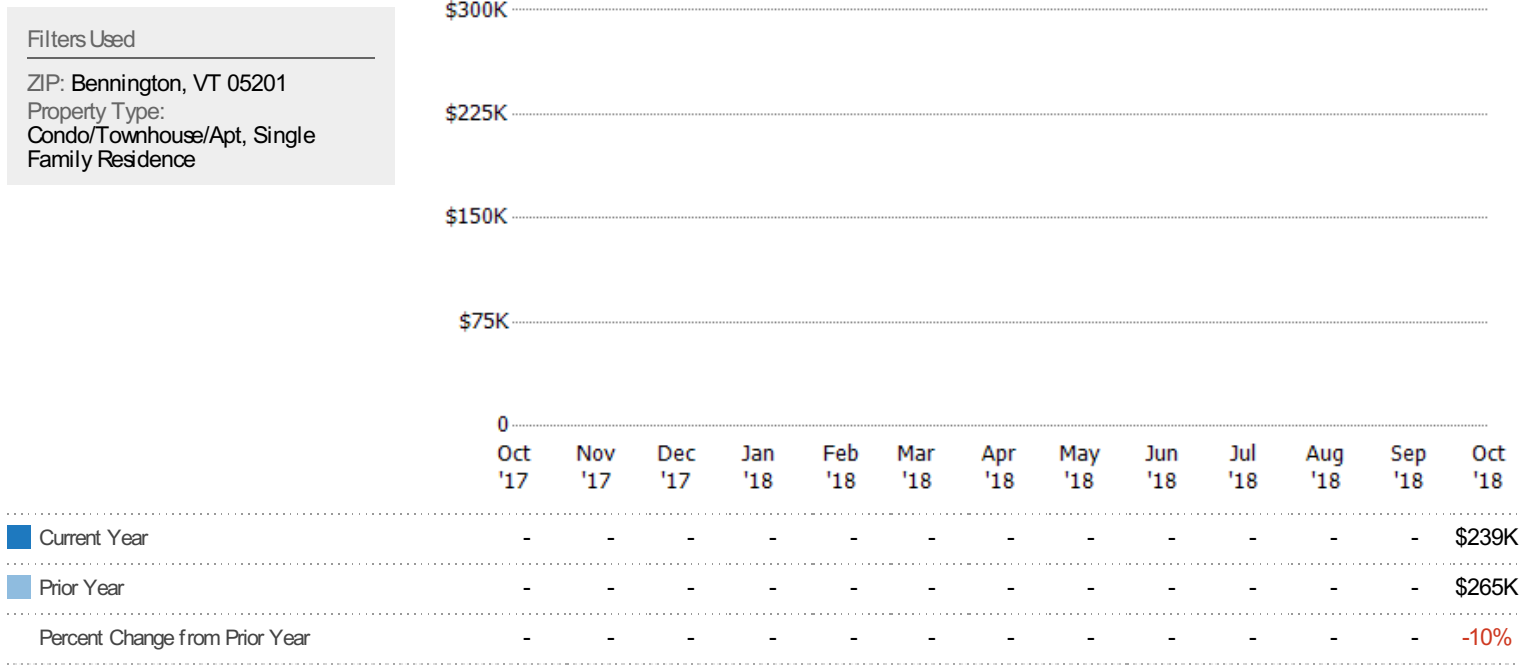 Filters Used
ZIP: Bennington, VT 05201
Property Type:
Condo/Townhouse/Apt, Single
Family Residence
$300K
$225K
$150K
$75K
0
Oct '17 Nov '17 Dec '17 Jan '18 Feb '18 Mar '18 Apr '18 May '18 Jun '18 Jul '18 Aug '18 Sep '18 Oct '18
Current Year - - - - - - - - - - - - $239K
Prior Year - - - - - - - - - - - - $265K
Percent Change from Prior Year - - - - - - - - - - - - -10%